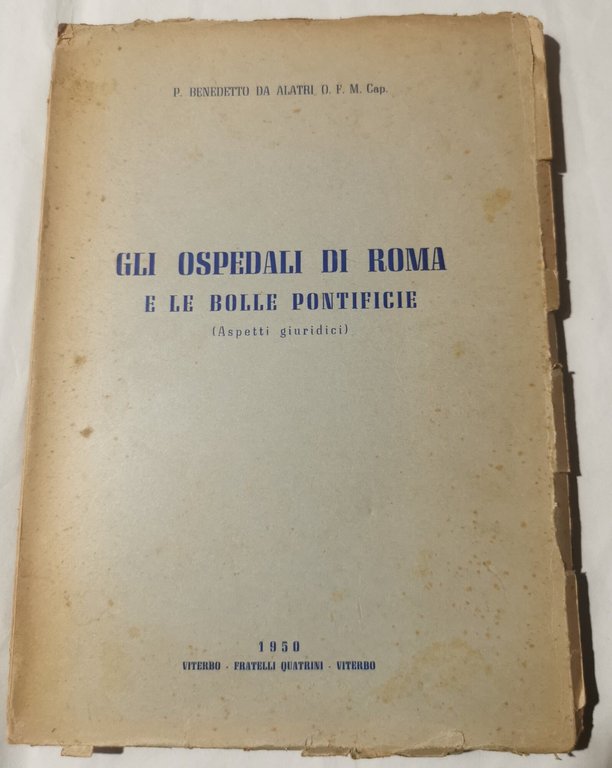 P. BENEDETTO DA ALATRI O. F. M. Cap.
GLI OSPEDALI DI ROMA
E LE BOLLE PONTIFICIE
(Aspetti giuridici)
1950
VITERBO - FRATELLI QUATRINI - VITERBO